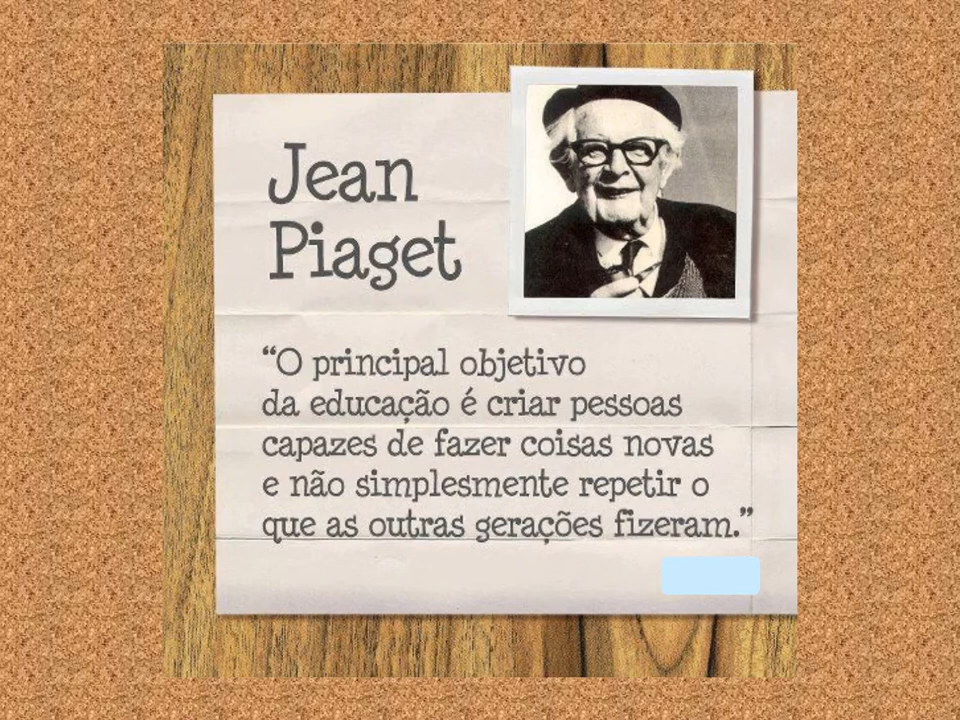 Jean
Piaget
“O principal objetivo
da educação é criar pessoas
capazes de fazer coisas novas
e não simplesmente repetir o
que as outras gerações fizeram.”